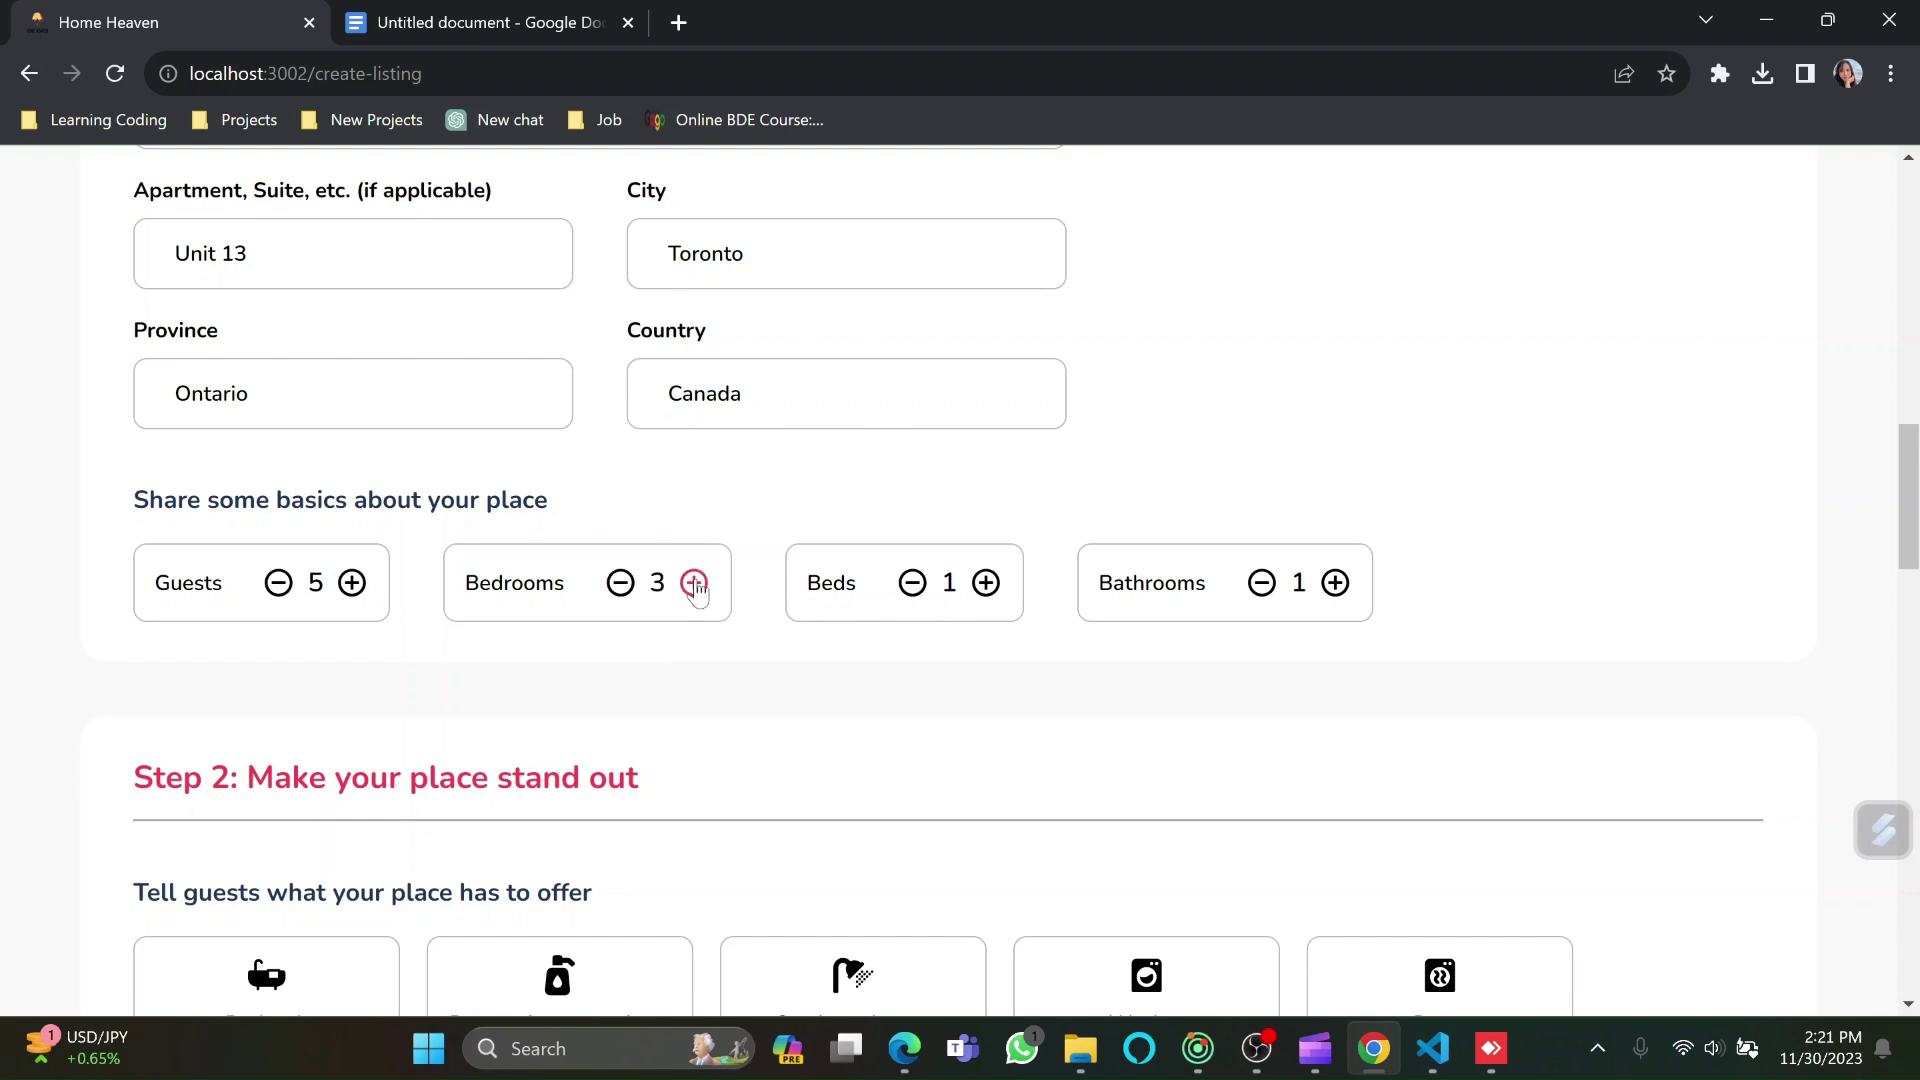 Home Heaven
Untitled document - Google Do
localhost:3002/create-listing
Learning Coding
Projects
New Projects
New chat
Job
Online BDE Course:...
Apartment, Suite, etc. (if applicable)
City
Unit 13
Toronto
Province
Country
Ontario
Canada
Share some basics about your place
Guests 5
Bedrooms 3
Beds 1
Bathrooms 1
Step 2: Make your place stand out
Tell guests what your place has to offer
1
USD/JPY
+0.65%
Search
PRE
1
2:21 PM
11/30/2023